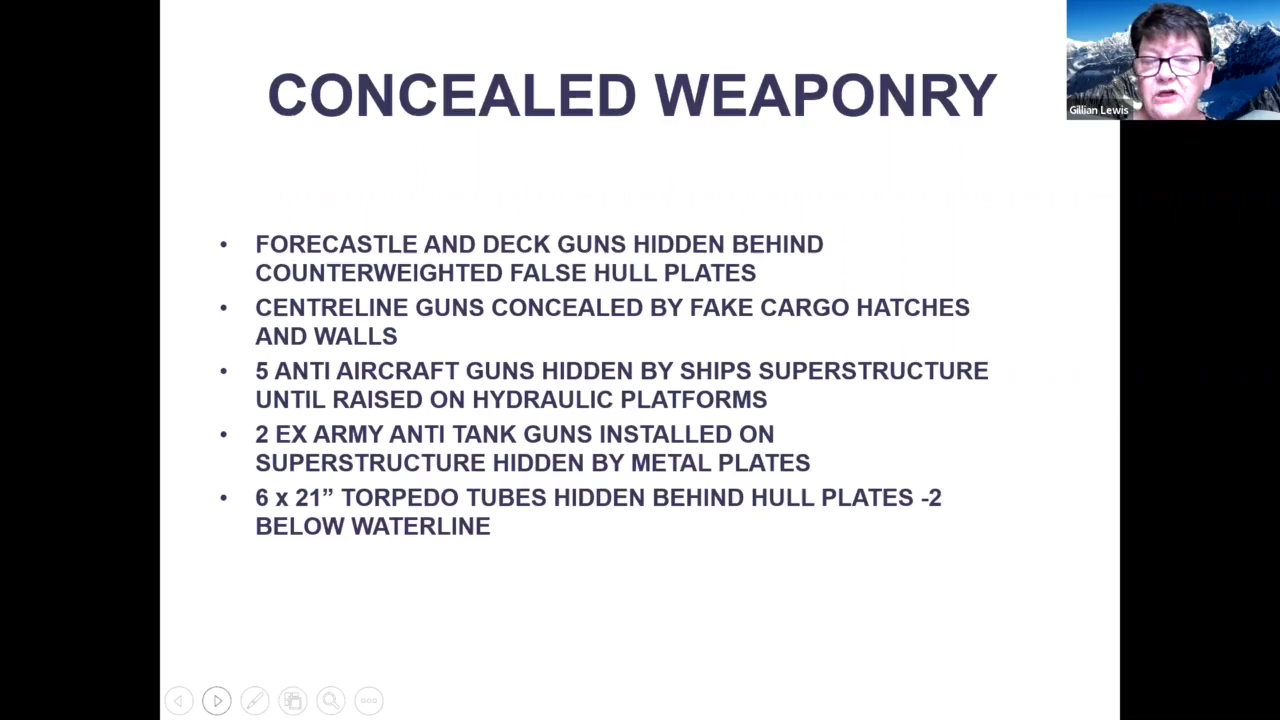 CONCEALED WEAPONRY
Gillian Lewis
• FORECASTLE AND DECK GUNS HIDDEN BEHIND
COUNTERWEIGHTED FALSE HULL PLATES
• CENTRELINE GUNS CONCEALED BY FAKE CARGO HATCHES
AND WALLS
• 5 ANTI AIRCRAFT GUNS HIDDEN BY SHIPS SUPERSTRUCTURE
UNTIL RAISED ON HYDRAULIC PLATFORMS
• 2 EX ARMY ANTI TANK GUNS INSTALLED ON
SUPERSTRUCTURE HIDDEN BY METAL PLATES
• 6 x 21” TORPEDO TUBES HIDDEN BEHIND HULL PLATES -2
BELOW WATERLINE